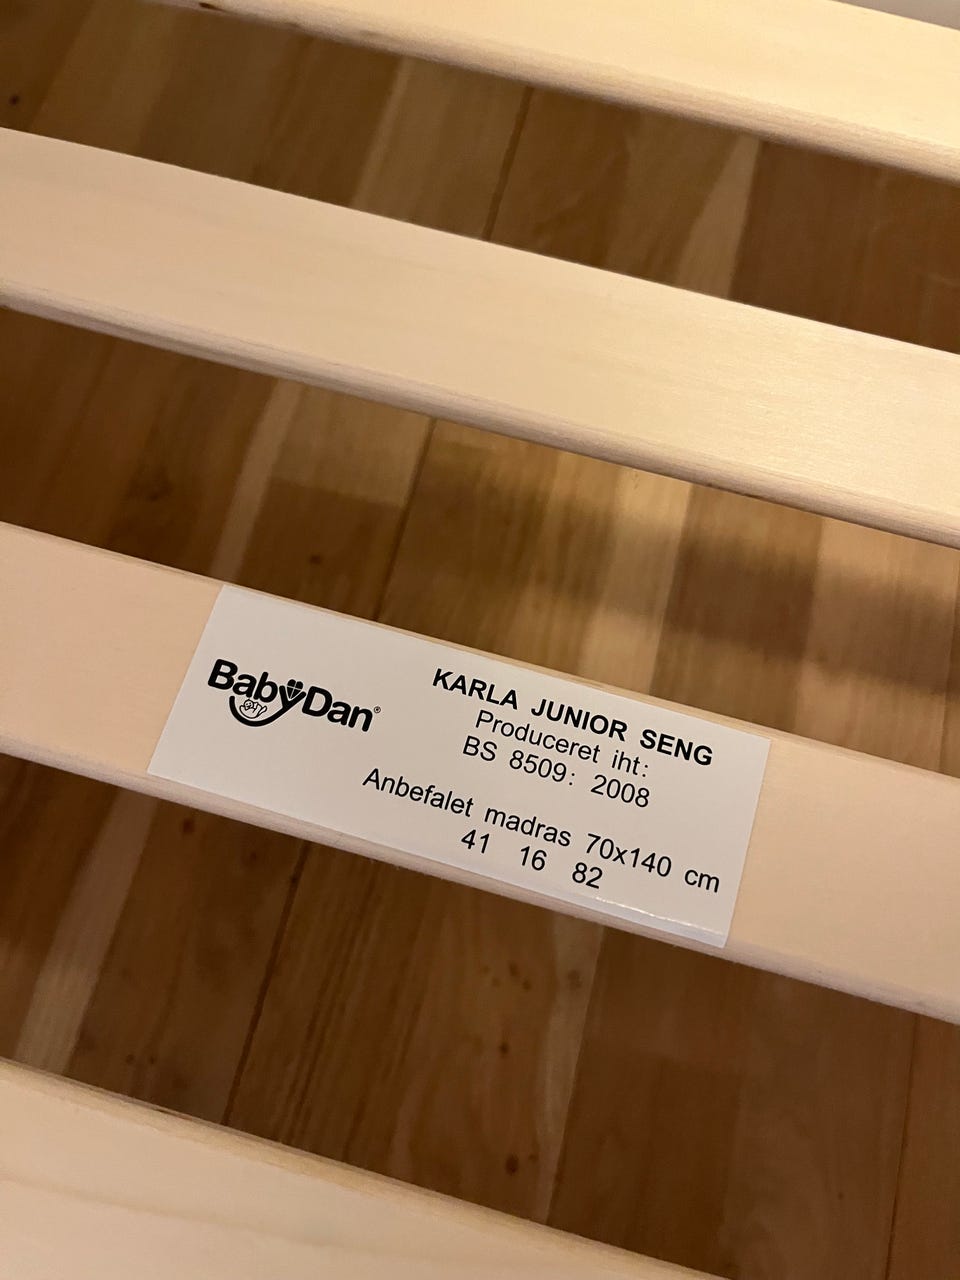 BabyDan®
KARLA JUNIOR SENG
Produceret iht:
BS 8509: 2008
Anbefalet madras 70x140 cm
41 16 82